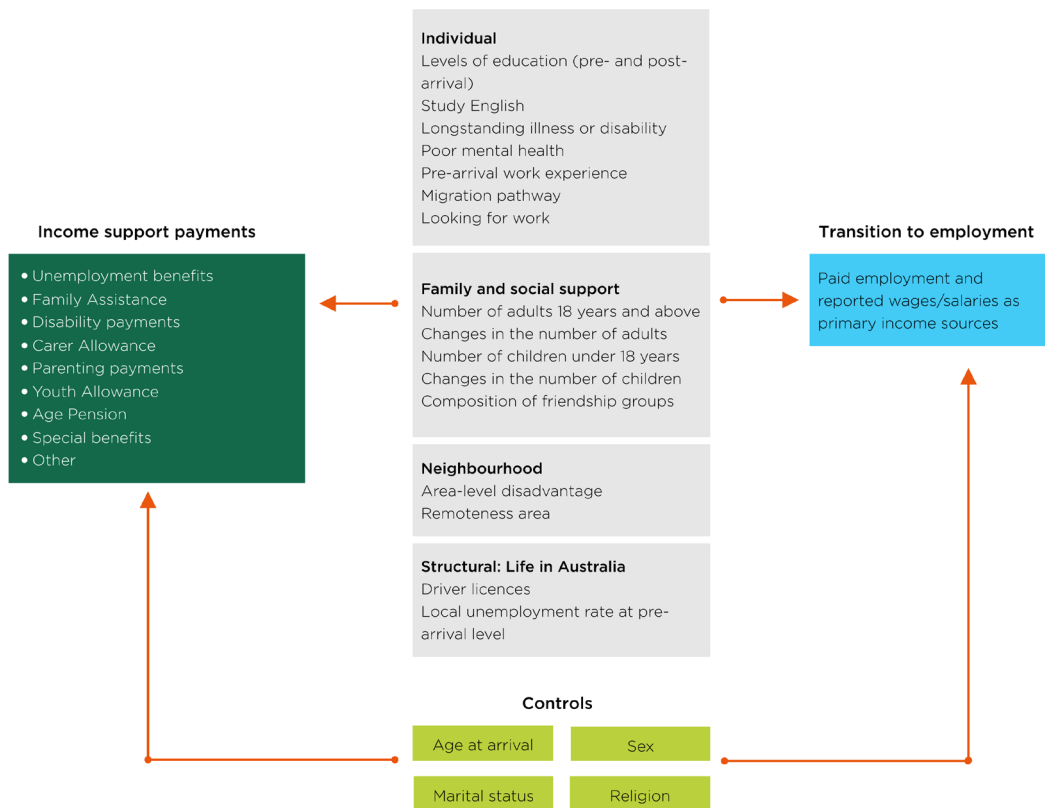 Individual
Levels of education (pre- and post-
arrival)
Study English
Longstanding illness or disability
Poor mental health
Pre-arrival work experience
Migration pathway
Looking for work
Income support payments
• Unemployment benefits
• Family Assistance
• Disability payments
• Carer Allowance
• Parenting payments
• Youth Allowance
• Age Pension
• Special benefits
• Other
Family and social support
Number of adults 18 years and above
Changes in the number of adults
Number of children under 18 years
Changes in the number of children
Composition of friendship groups
Transition to employment
Paid employment and
reported wages/salaries as
primary income sources
Neighbourhood
Area-level disadvantage
Remoteness area
Structural: Life in Australia
Driver licences
Local unemployment rate at pre-
arrival level
Controls
Age at arrival
Sex
Marital status
Religion